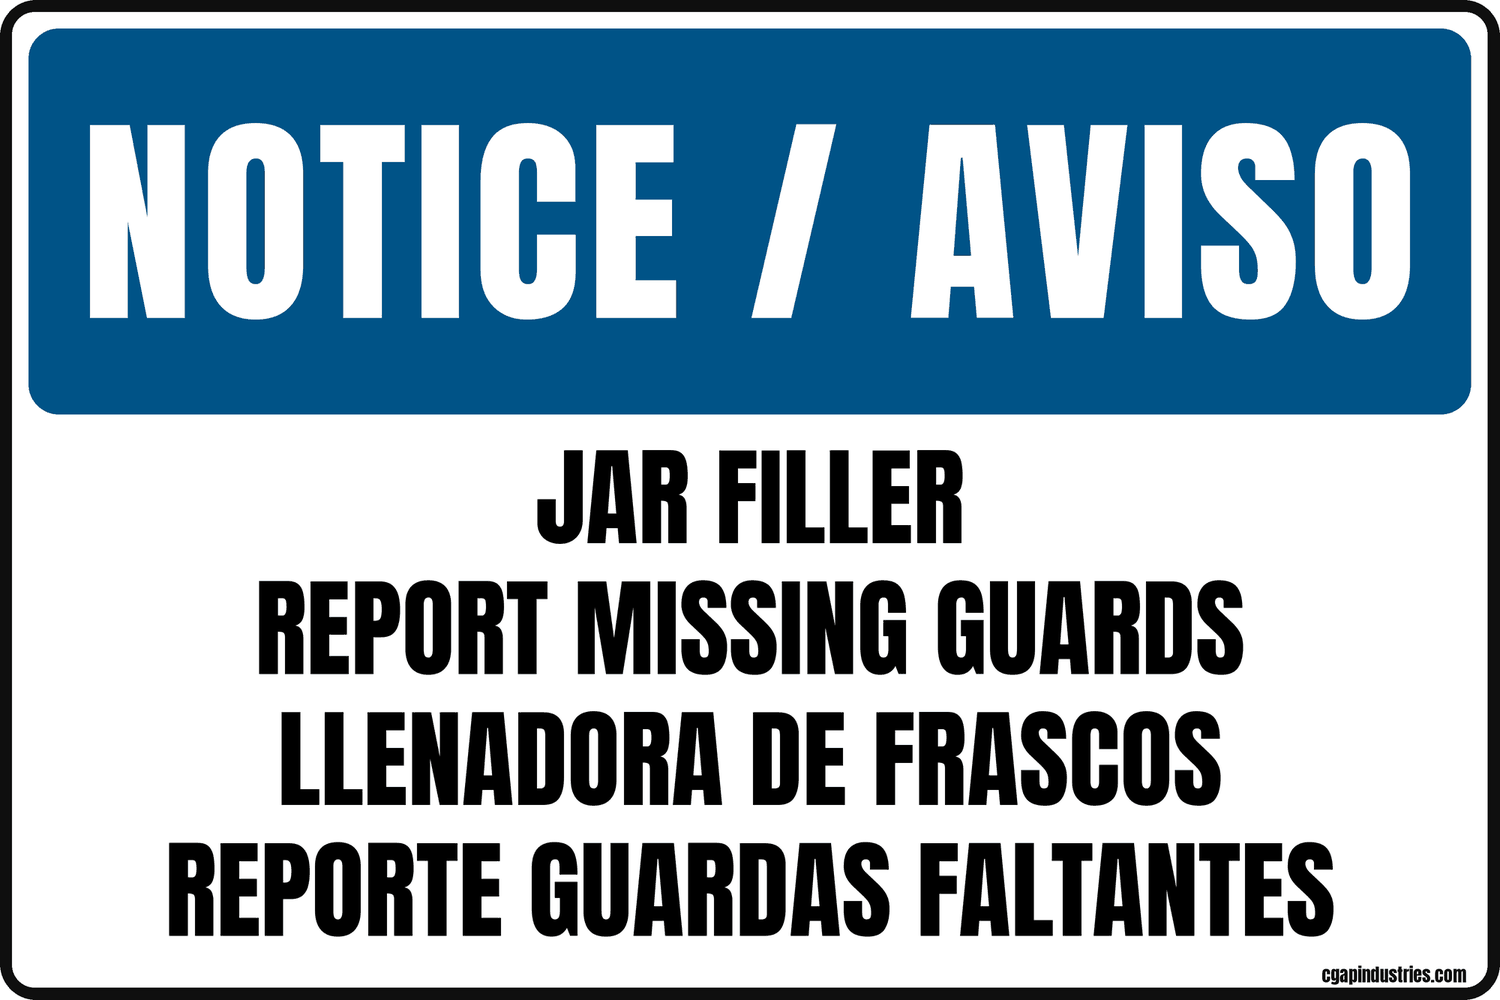 NOTICE / AVISO
JAR FILLER
REPORT MISSING GUARDS
LLENADORA DE FRASCOS
REPORTE GUARDAS FALTANTES
cgapindustries.com